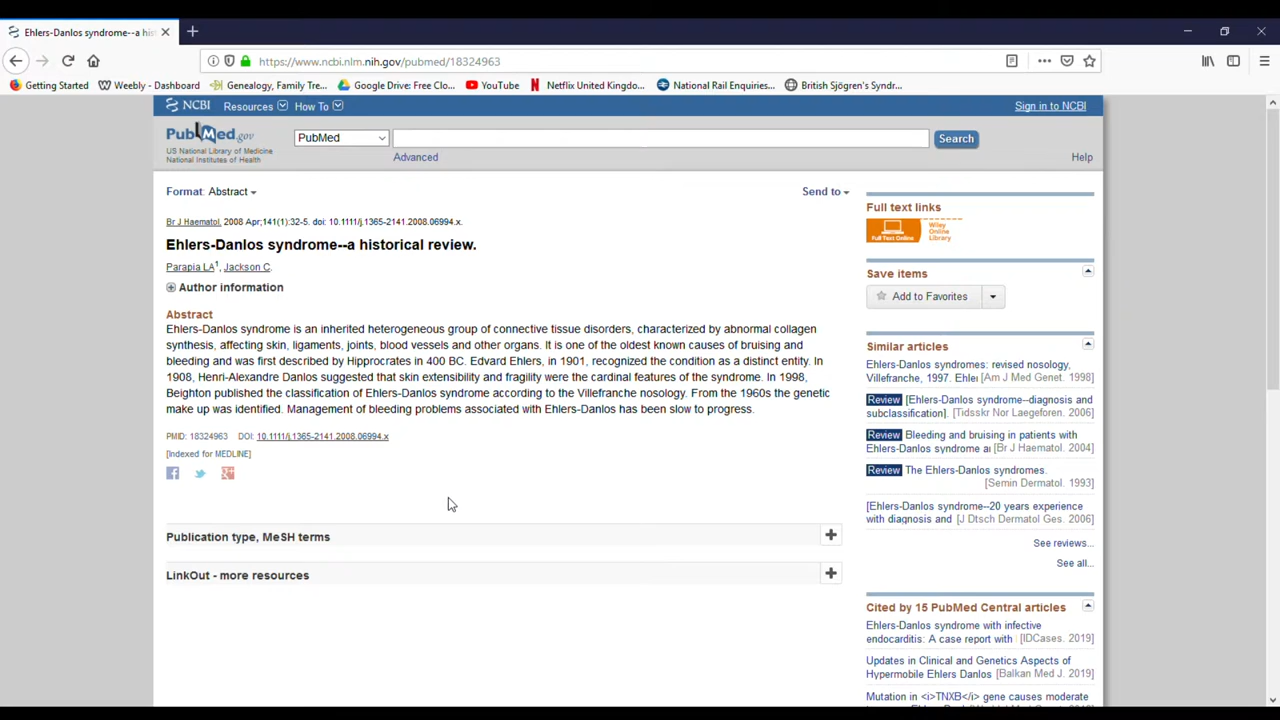 Ehlers-Danlos syndrome--a his
https://www.ncbi.nlm.nih.gov/pubmed/18324963
Getting Started Weebly - Dashboard Genealogy, Family Tre... Google Drive: Free Clo... YouTube Netflix United Kingdo... National Rail Enquiries... British Sjögren's Syndr...
NCBI Resources How To Sign in to NCBI
PubMed.gov
US National Library of Medicine
National Institutes of Health
PubMed
Search
Advanced
Help
Format: Abstract
Send to
Br J Haematol. 2008 Apr;141(1):32-5. doi: 10.1111/j.1365-2141.2008.06994.x.
Ehlers-Danlos syndrome--a historical review.
Parapia LA1, Jackson C.
Author information
Abstract
Ehlers-Danlos syndrome is an inherited heterogeneous group of connective tissue disorders, characterized by abnormal collagen
synthesis, affecting skin, ligaments, joints, blood vessels and other organs. It is one of the oldest known causes of bruising and
bleeding and was first described by Hipprocrates in 400 BC. Edvard Ehlers, in 1901, recognized the condition as a distinct entity. In
1908, Henri-Alexandre Danlos suggested that skin extensibility and fragility were the cardinal features of the syndrome. In 1998,
Beighton published the classification of Ehlers-Danlos syndrome according to the Villefranche nosology. From the 1960s the genetic
make up was identified. Management of bleeding problems associated with Ehlers-Danlos has been slow to progress.
PMID: 18324963 DOI: 10.1111/j.1365-2141.2008.06994.x
[Indexed for MEDLINE]
Publication type, MeSH terms
LinkOut - more resources
Full text links
Full Text Online Wiley Online Library
Save items
Add to Favorites
Similar articles
Ehlers-Danlos syndromes: revised nosology,
Villefranche, 1997. Ehler [Am J Med Genet. 1998]
Review [Ehlers-Danlos syndrome--diagnosis and
subclassification]. [Tidsskr Nor Laegeforen. 2006]
Review Bleeding and bruising in patients with
Ehlers-Danlos syndrome ar [Br J Haematol. 2004]
Review The Ehlers-Danlos syndromes.
[Semin Dermatol. 1993]
[Ehlers-Danlos syndrome--20 years experience
with diagnosis and [J Dtsch Dermatol Ges. 2006]
See reviews...
See all...
Cited by 15 PubMed Central articles
Ehlers-Danlos syndrome with infective
endocarditis: A case report with [IDCases. 2019]
Updates in Clinical and Genetics Aspects of
Hypermobile Ehlers Danlos [Balkan Med J. 2019]
Mutation in <i>TNXB</i> gene causes moderate